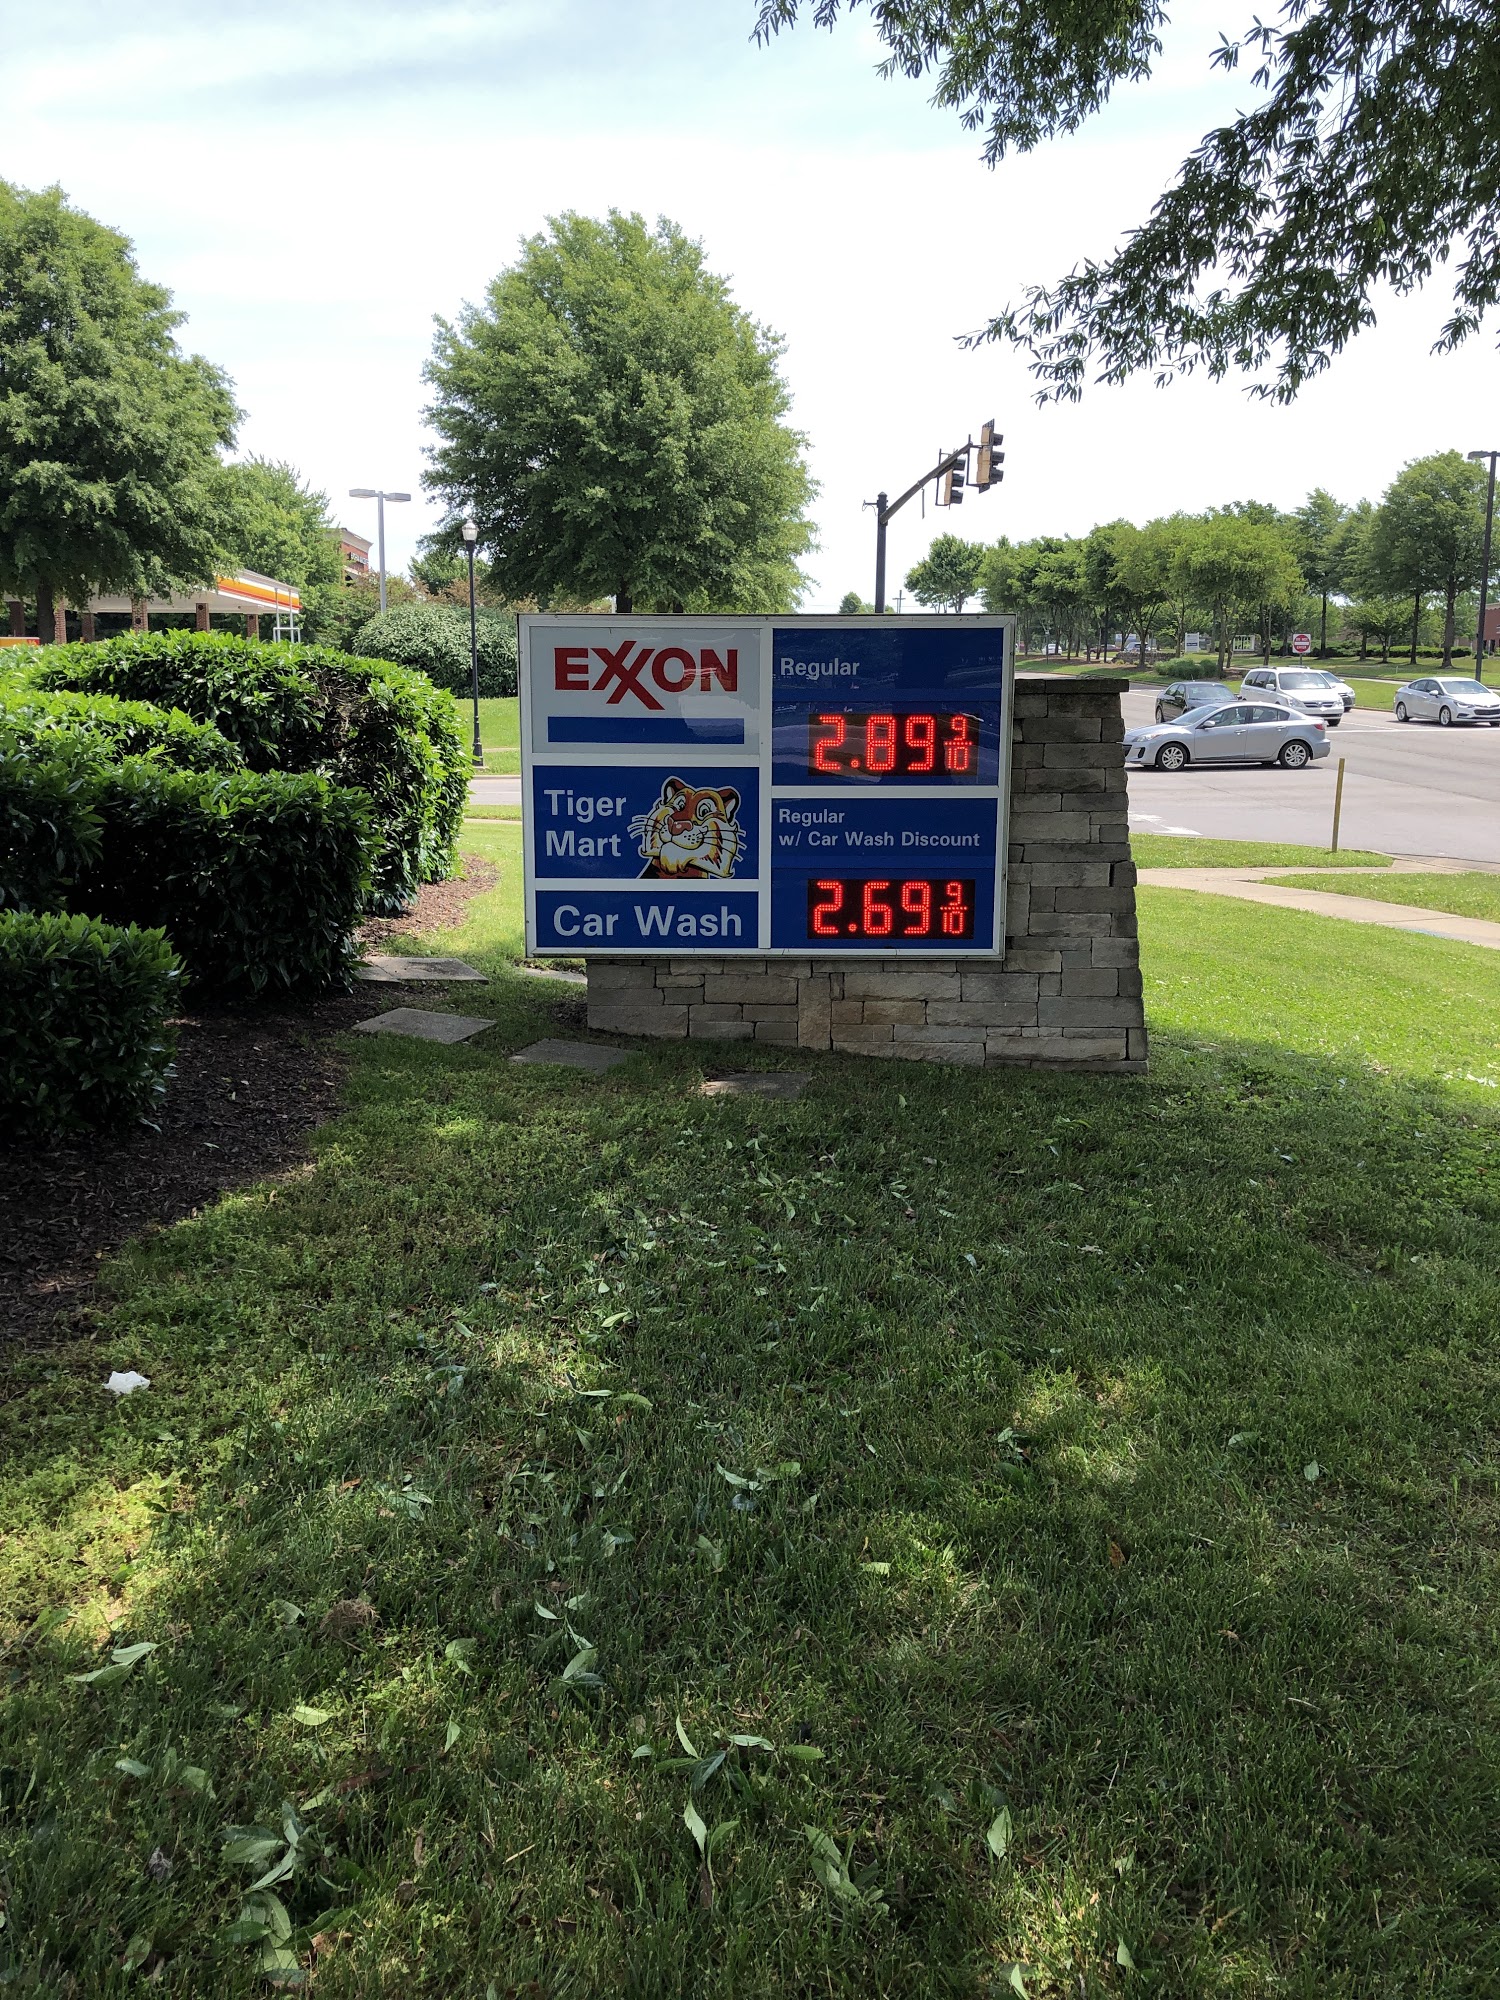 EXXON
Tiger
Mart
Car Wash
Regular
2.89 9/10
Regular
w/ Car Wash Discount
2.69 9/10